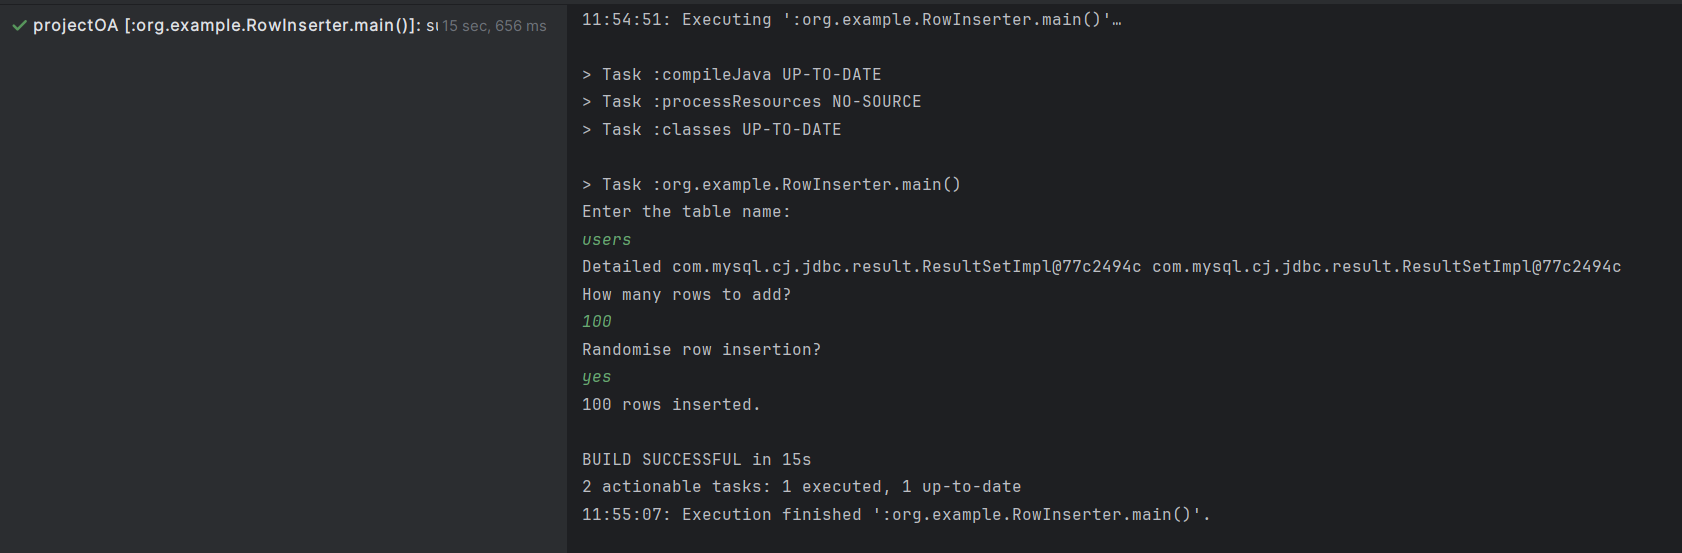 projectOA [:org.example.RowInserter.main()]: su 15 sec, 656 ms
11:54:51: Executing ':org.example.RowInserter.main()'…
> Task :compileJava UP-TO-DATE
> Task :processResources NO-SOURCE
> Task :classes UP-TO-DATE
> Task :org.example.RowInserter.main()
Enter the table name:
users
Detailed com.mysql.cj.jdbc.result.ResultSetImpl@77c2494c com.mysql.cj.jdbc.result.ResultSetImpl@77c2494c
How many rows to add?
100
Randomise row insertion?
yes
100 rows inserted.
BUILD SUCCESSFUL in 15s
2 actionable tasks: 1 executed, 1 up-to-date
11:55:07: Execution finished ':org.example.RowInserter.main()'.